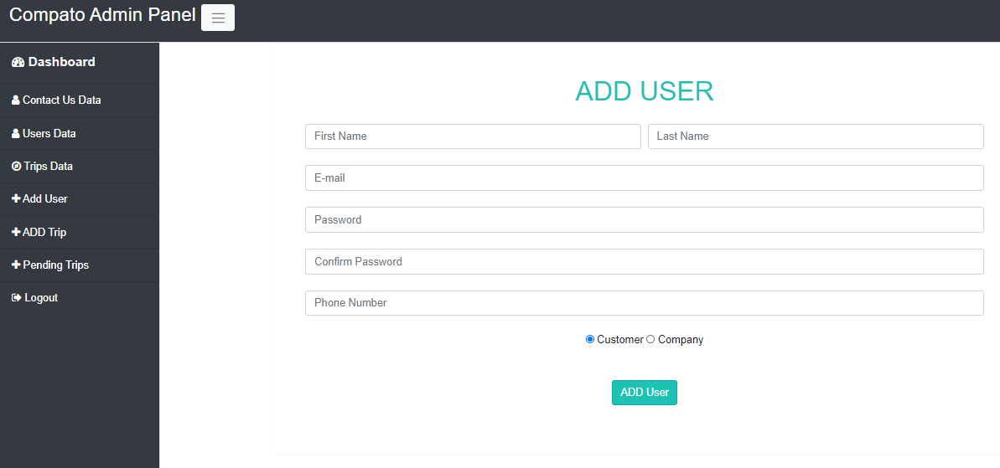 Compato Admin Panel
Dashboard
Contact Us Data
Users Data
Trips Data
Add User
ADD Trip
Pending Trips
Logout
ADD USER
First Name Last Name
E-mail
Password
Confirm Password
Phone Number
Customer Company
ADD User